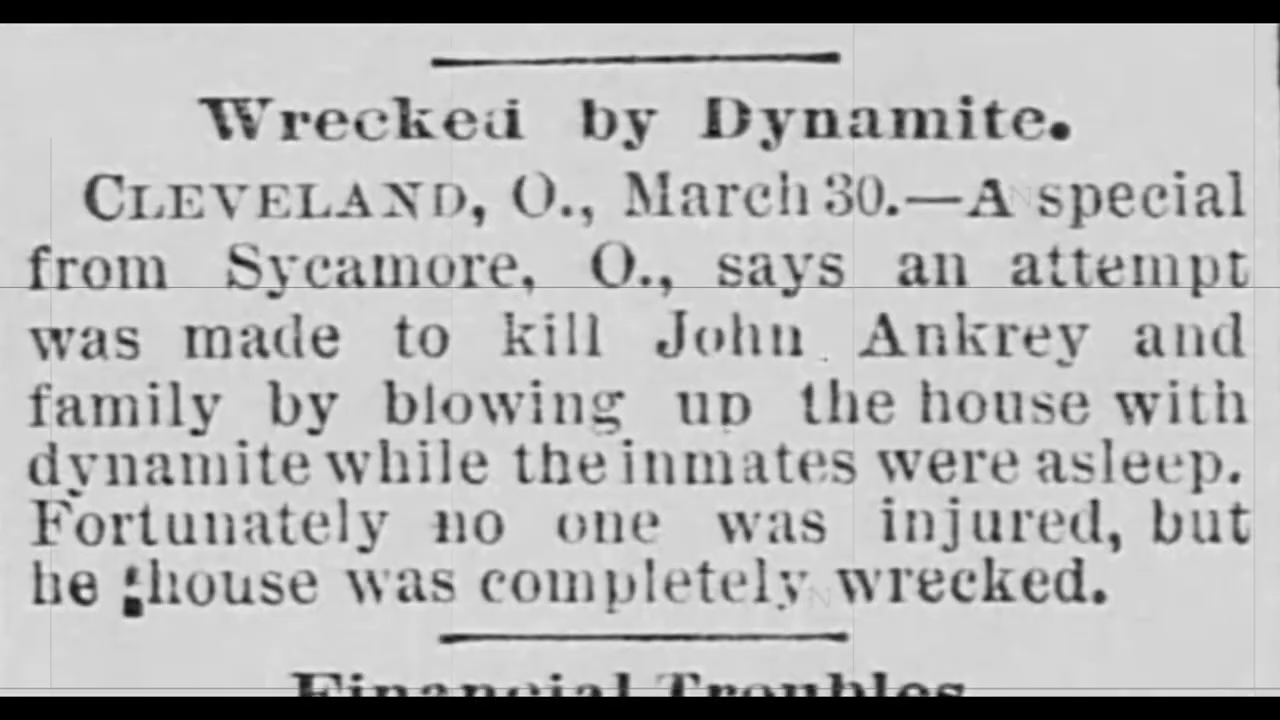 Wrecked by Dynamite.
CLEVELAND, O., March 30.—A special
from Sycamore, O., says an attempt
was made to kill John Ankrey and
family by blowing up the house with
dynamite while the inmates were asleep.
Fortunately no one was injured, but
he house was completely wrecked.
Financial Troubles